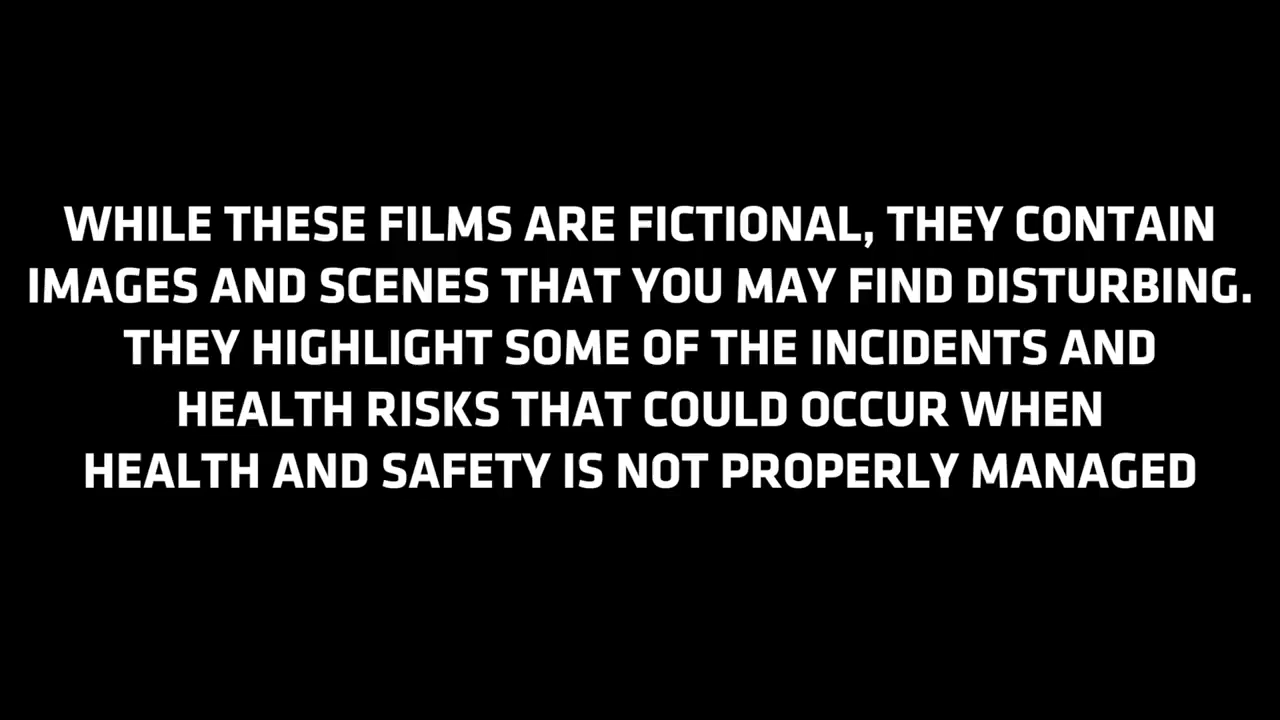 WHILE THESE FILMS ARE FICTIONAL, THEY CONTAIN
IMAGES AND SCENES THAT YOU MAY FIND DISTURBING.
THEY HIGHLIGHT SOME OF THE INCIDENTS AND
HEALTH RISKS THAT COULD OCCUR WHEN
HEALTH AND SAFETY IS NOT PROPERLY MANAGED